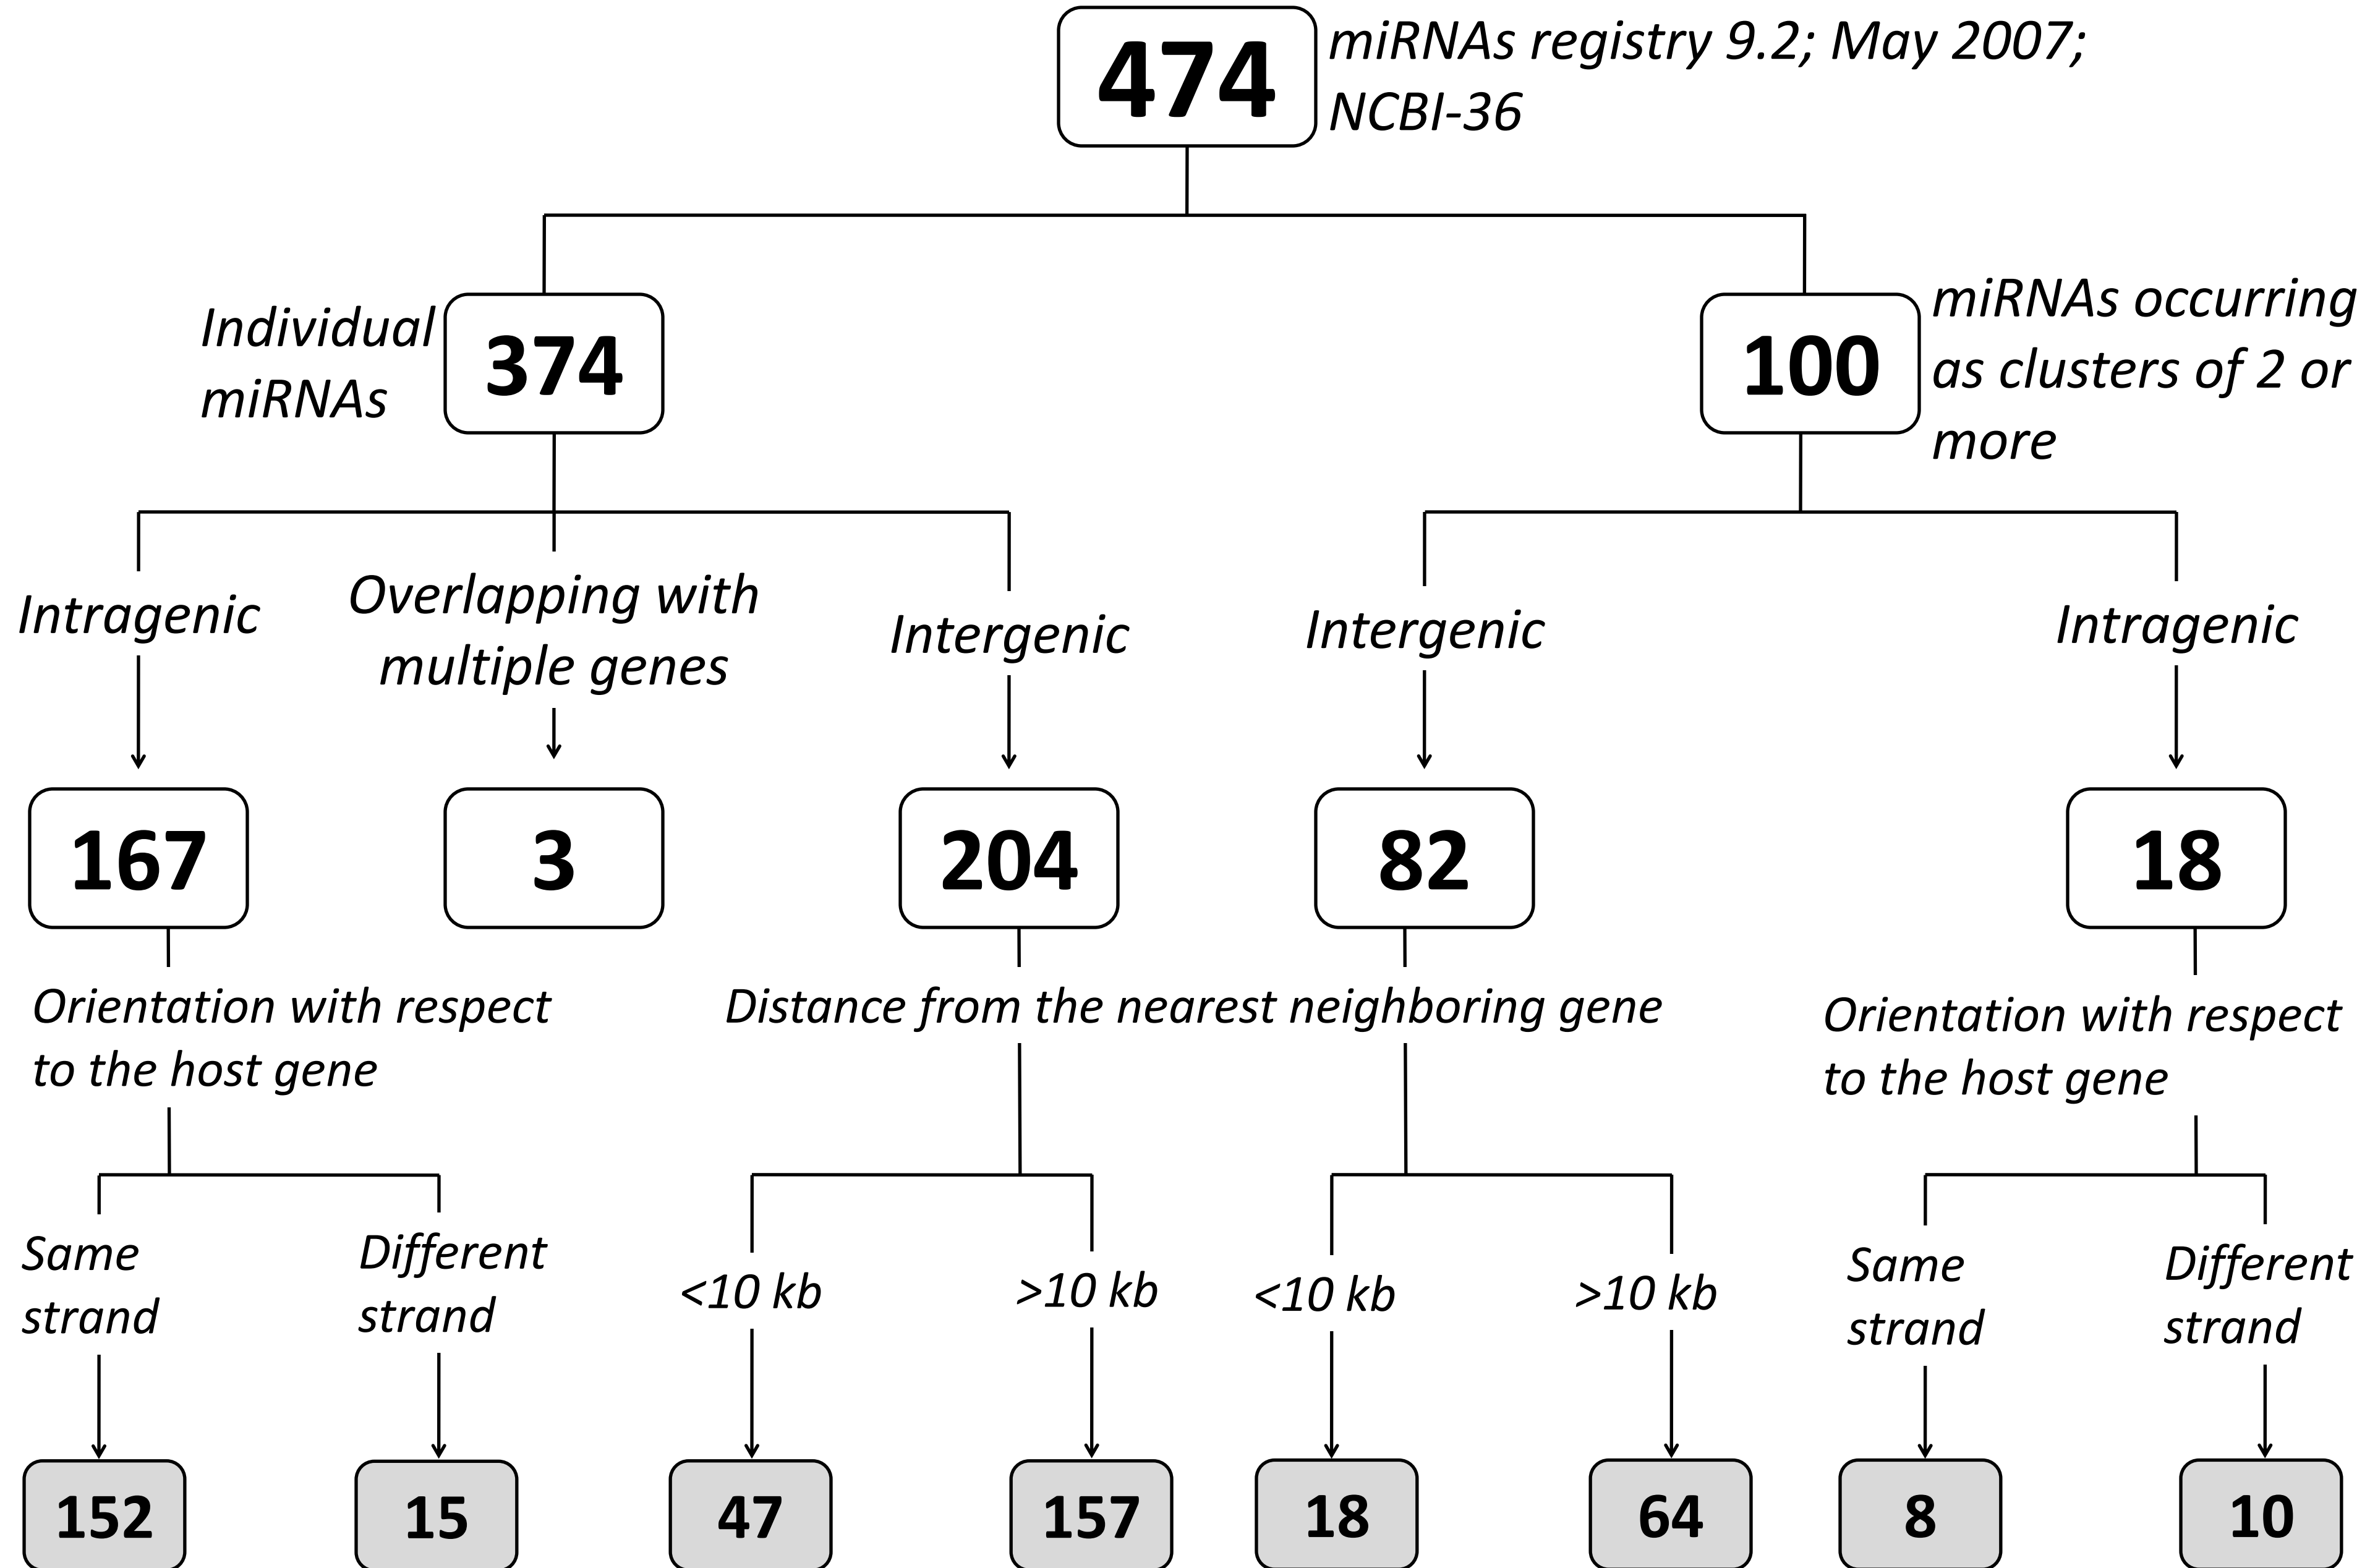 474
miRNAs registry 9.2; May 2007;
NCBI-36
Individual
miRNAs
374
100
miRNAs occurring
as clusters of 2 or
more
Intragenic
Overlapping with
multiple genes
Intergenic
Intergenic
Intragenic
167
3
204
82
18
Orientation with respect
to the host gene
Distance from the nearest neighboring gene
Orientation with respect
to the host gene
Same
strand
Different
strand
<10 kb
>10 kb
<10 kb
>10 kb
Same
strand
Different
strand
152
15
47
157
18
64
8
10